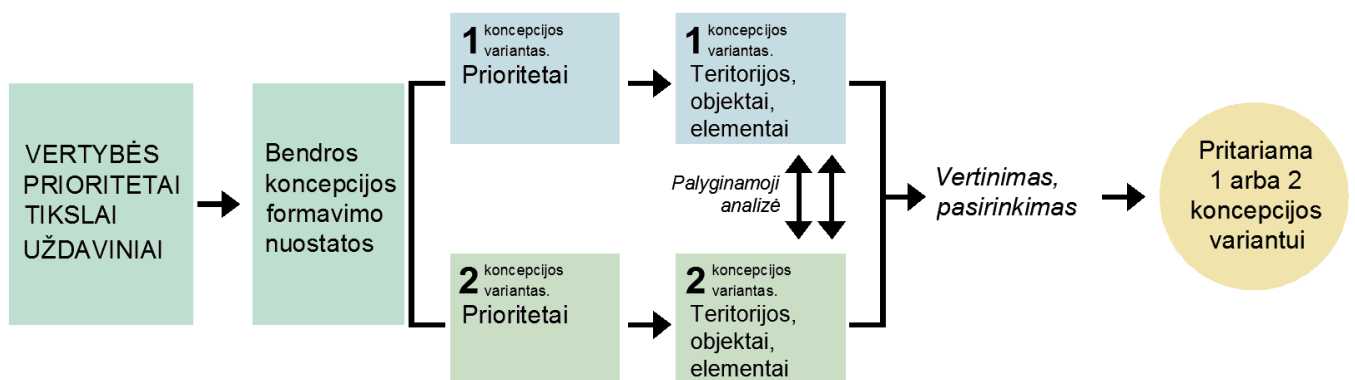 VERTYBĖS
PRIORITETAI
TIKSLAI
UŽDAVINIAI
Bendros
koncepcijos
formavimo
nuostatos
1 koncepcijos
variantas.
Prioritetai
1 koncepcijos
variantas.
Teritorijos,
objektai,
elementai
Palyginamoji
analizė
2 koncepcijos
variantas.
Prioritetai
2 koncepcijos
variantas.
Teritorijos,
objektai,
elementai
Vertinimas,
pasirinkimas
Pritariama
1 arba 2
koncepcijos
variantui